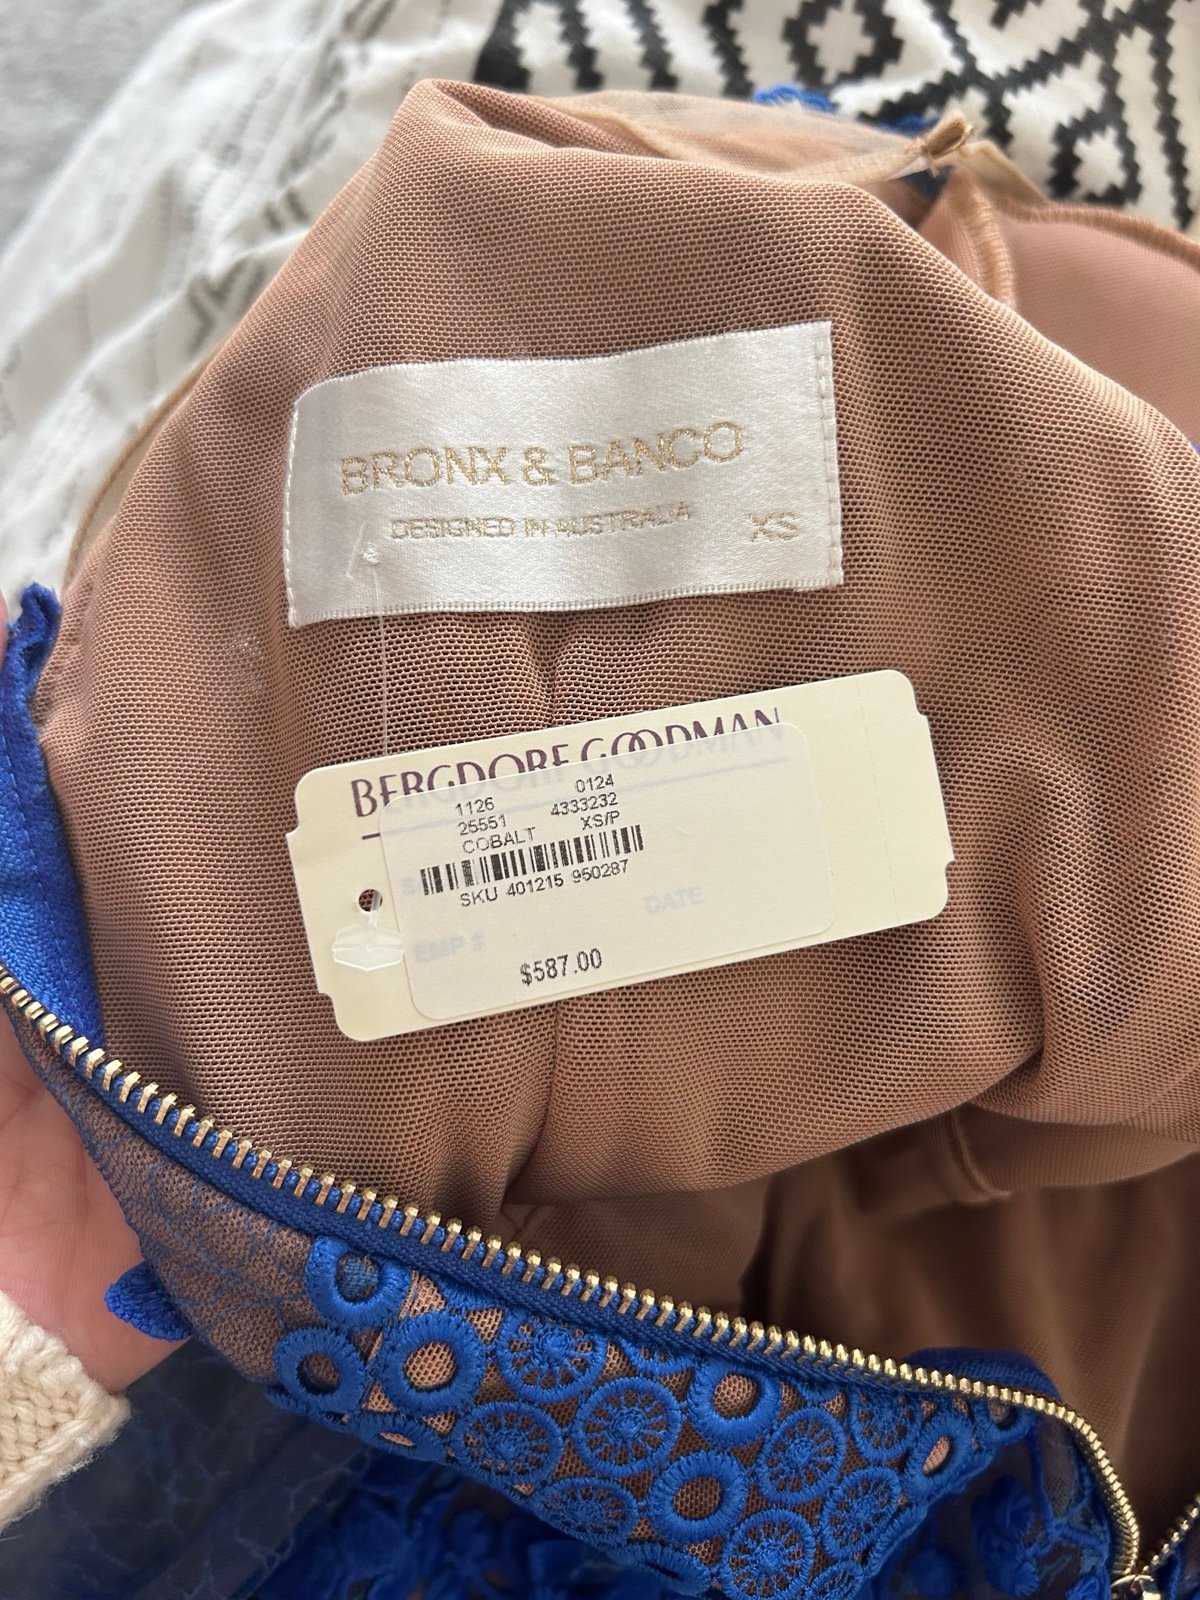 BRONX & BANCO
DESIGNED IN AUSTRALIA XS
BERGDORF GOODMAN
1126 0124
25551 4333232
COBALT XS/P
SKU 401215 950287
DATE
EMP #
$587.00